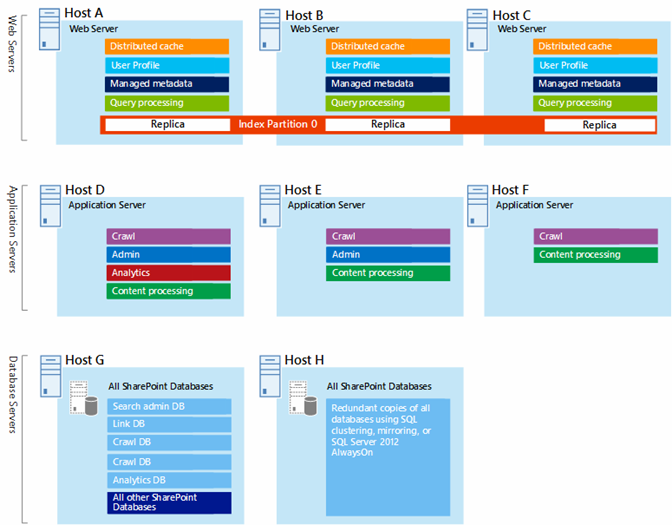 Web Servers
Host A
Web Server
Distributed cache
User Profile
Managed metadata
Query processing
Replica
Host B
Web Server
Distributed cache
User Profile
Managed metadata
Query processing
Index Partition 0
Replica
Host C
Web Server
Distributed cache
User Profile
Managed metadata
Query processing
Replica
Application Servers
Host D
Application Server
Crawl
Admin
Analytics
Content processing
Host E
Application Server
Crawl
Admin
Content processing
Host F
Application Server
Crawl
Content processing
Database Servers
Host G
All SharePoint Databases
Search admin DB
Link DB
Crawl DB
Crawl DB
Analytics DB
All other SharePoint
Databases
Host H
All SharePoint Databases
Redundant copies of all
databases using SQL
clustering, mirroring, or
SQL Server 2012
AlwaysOn